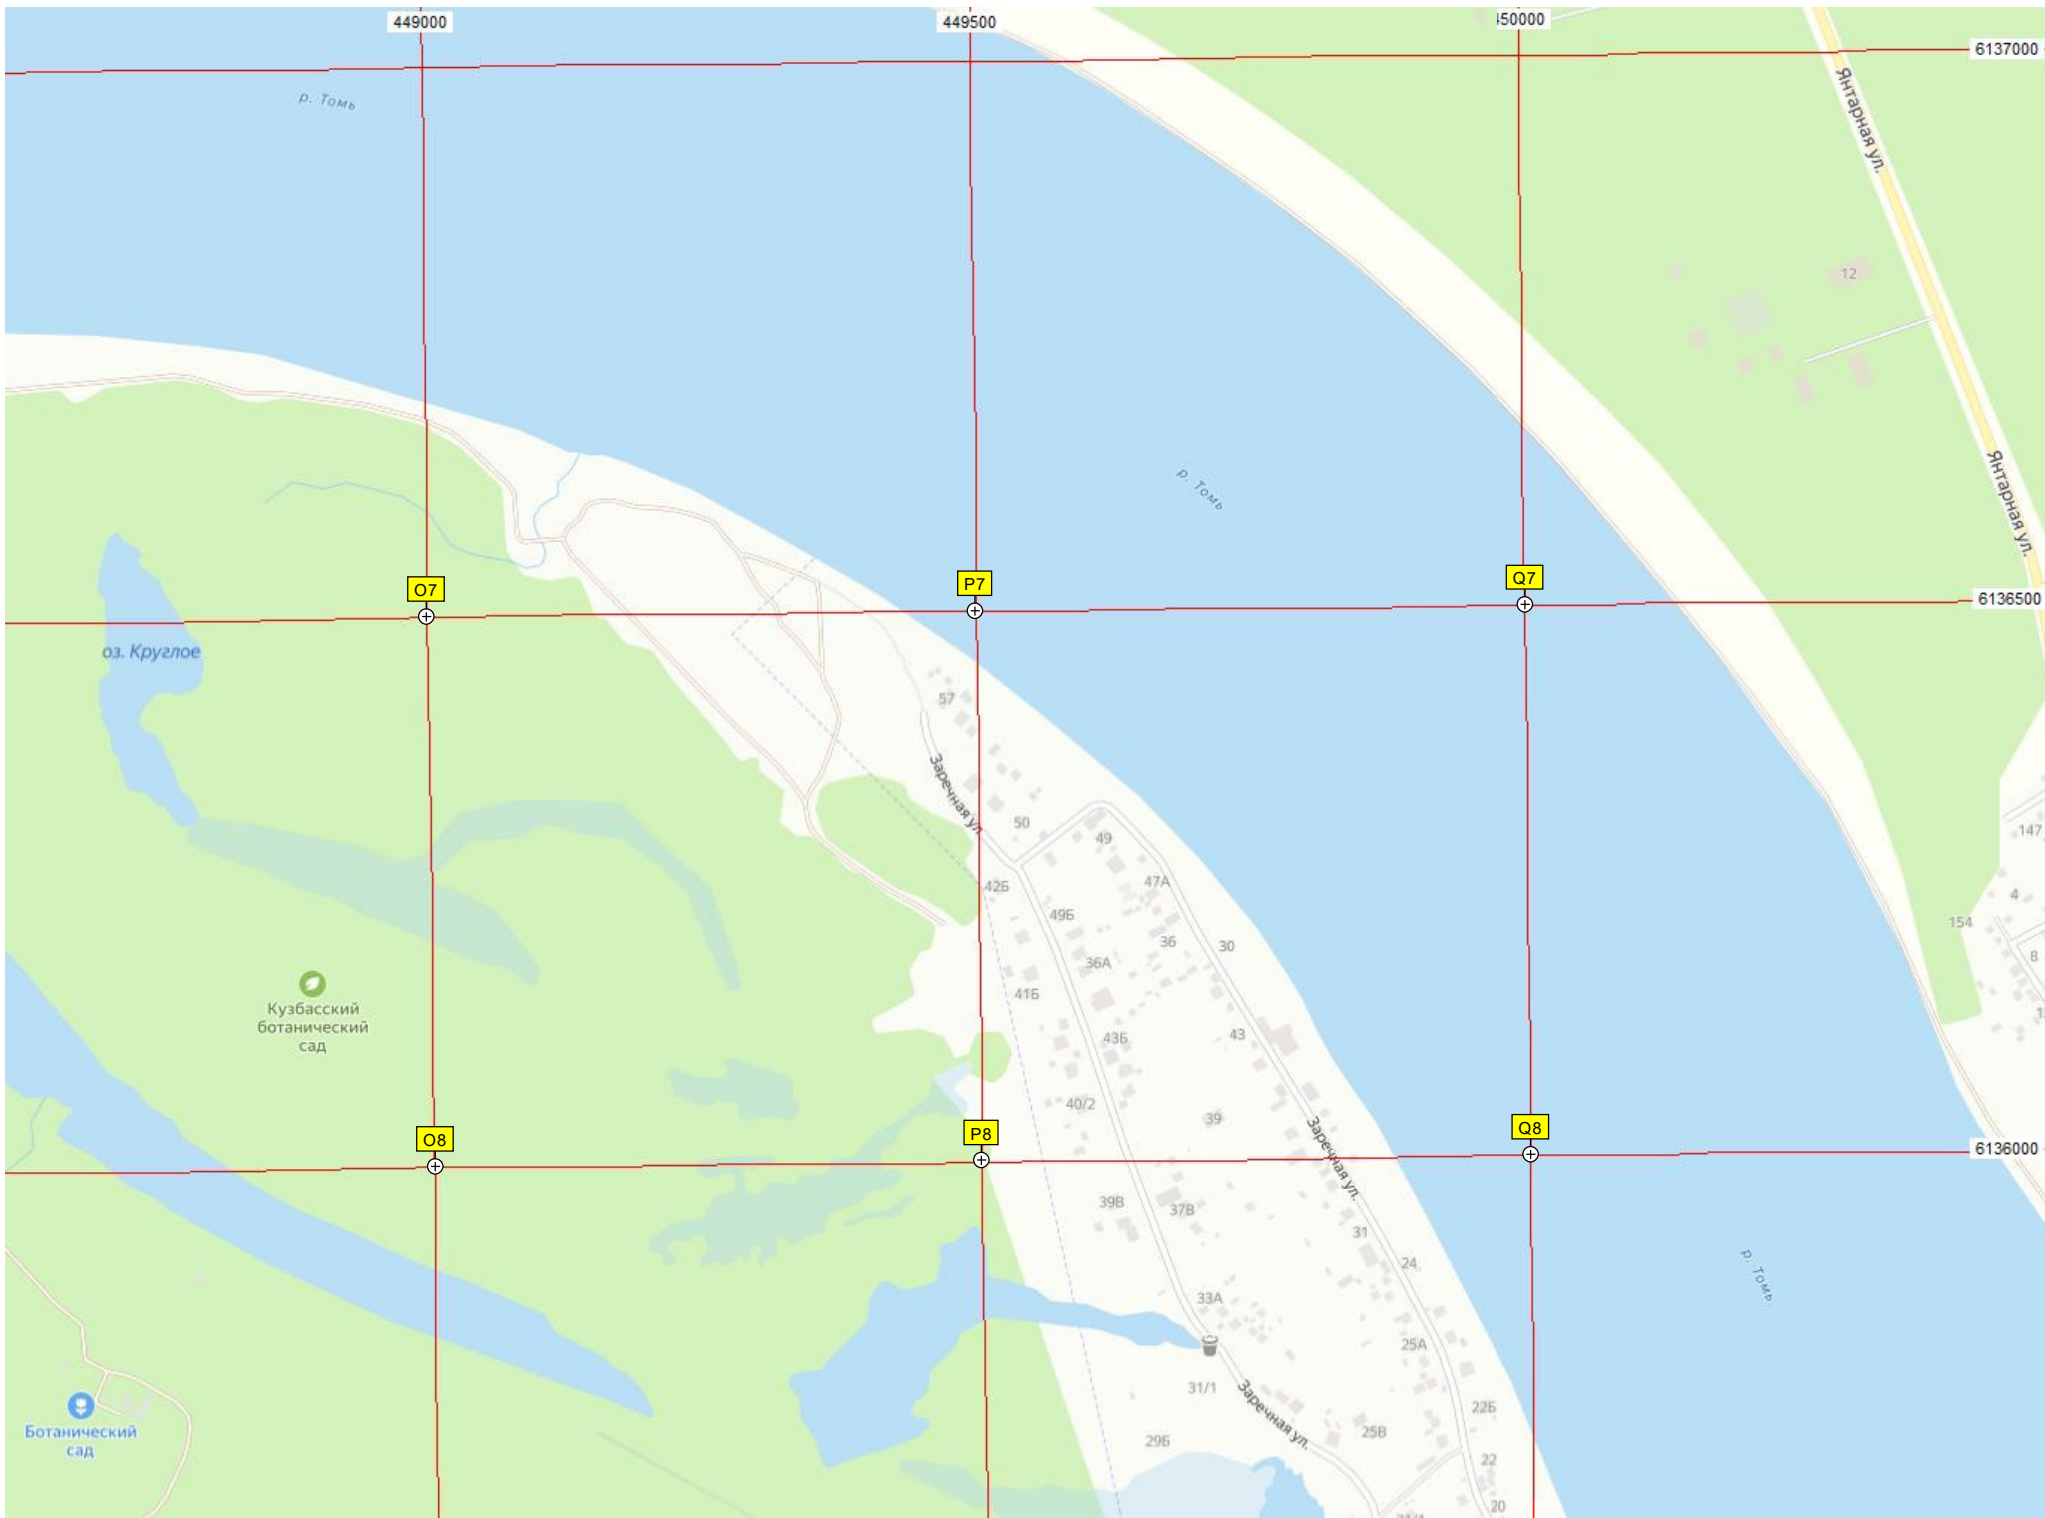 449000
449500
450000
6137000
р. Томь
Янтарная ул.
12
р. Томь
Янтарная ул.
O7
P7
Q7
6136500
оз. Круглое
57
Заречная ул.
50
49
147
42Б
47А
4
49Б
154
36
30
8
36А
Кузбасский
ботанический
сад
41Б
43
43Б
40/2
39
Заречная ул.
O8
P8
Q8
6136000
39В
37В
31
24
р. Томь
33А
25А
31/1
Заречная ул.
22Б
Ботанический
сад
25В
29Б
22
20